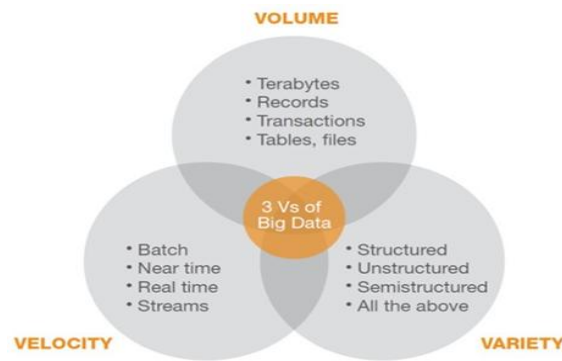 VOLUME
• Terabytes
• Records
• Transactions
• Tables, files
3 Vs of
Big Data
• Batch
• Near time
• Real time
• Streams
• Structured
• Unstructured
• Semistructured
• All the above
VELOCITY
VARIETY